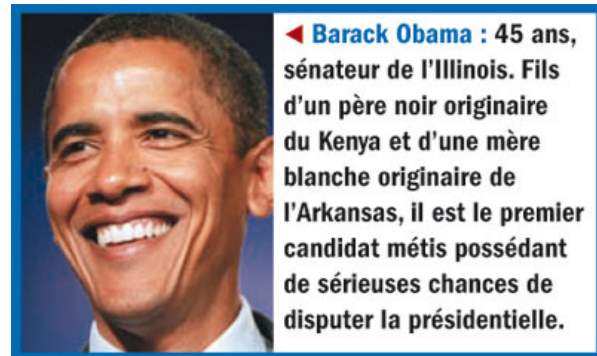 ◀ Barack Obama : 45 ans,
sénateur de l’Illinois. Fils
d’un père noir originaire
du Kenya et d’une mère
blanche originaire de
l’Arkansas, il est le premier
candidat métis possédant
de sérieuses chances de
disputer la présidentielle.